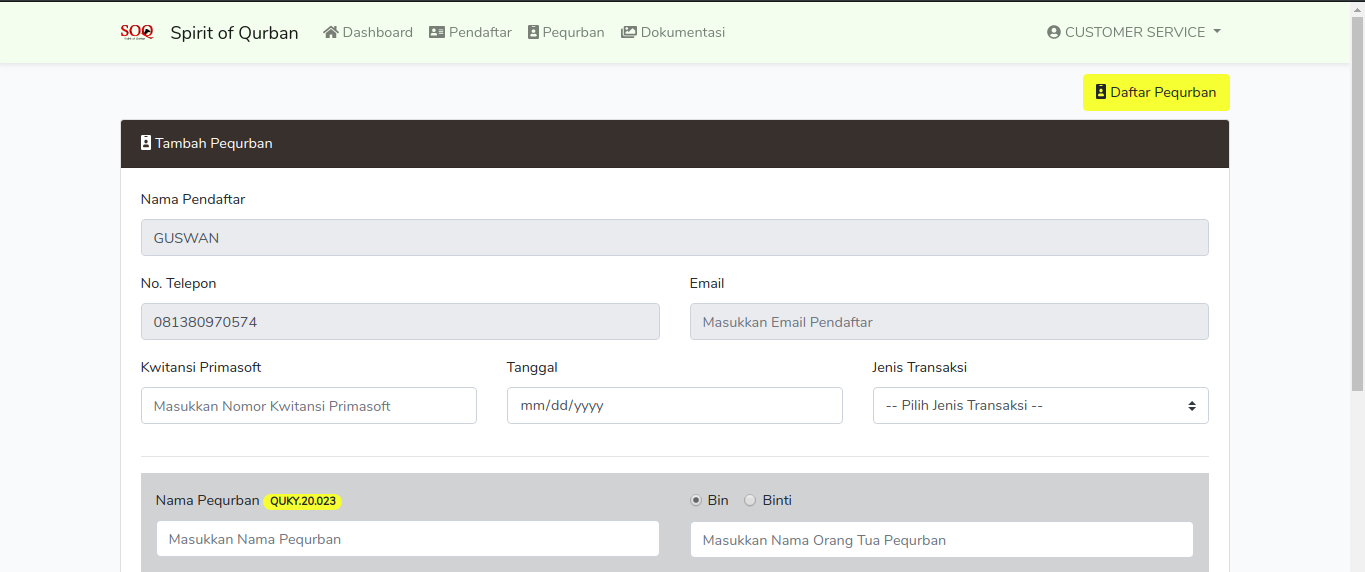 SOQ Spirit of Qurban Dashboard Pendaftar Pequrban Dokumentasi CUSTOMER SERVICE
Daftar Pequrban
Tambah Pequrban
Nama Pendaftar
GUSWAN
No. Telepon Email
081380970574 Masukkan Email Pendaftar
Kwitansi Primasoft Tanggal Jenis Transaksi
Masukkan Nomor Kwitansi Primasoft mm/dd/yyyy -- Pilih Jenis Transaksi --
Nama Pequrban QUKY.20.023 Bin Binti
Masukkan Nama Pequrban Masukkan Nama Orang Tua Pequrban